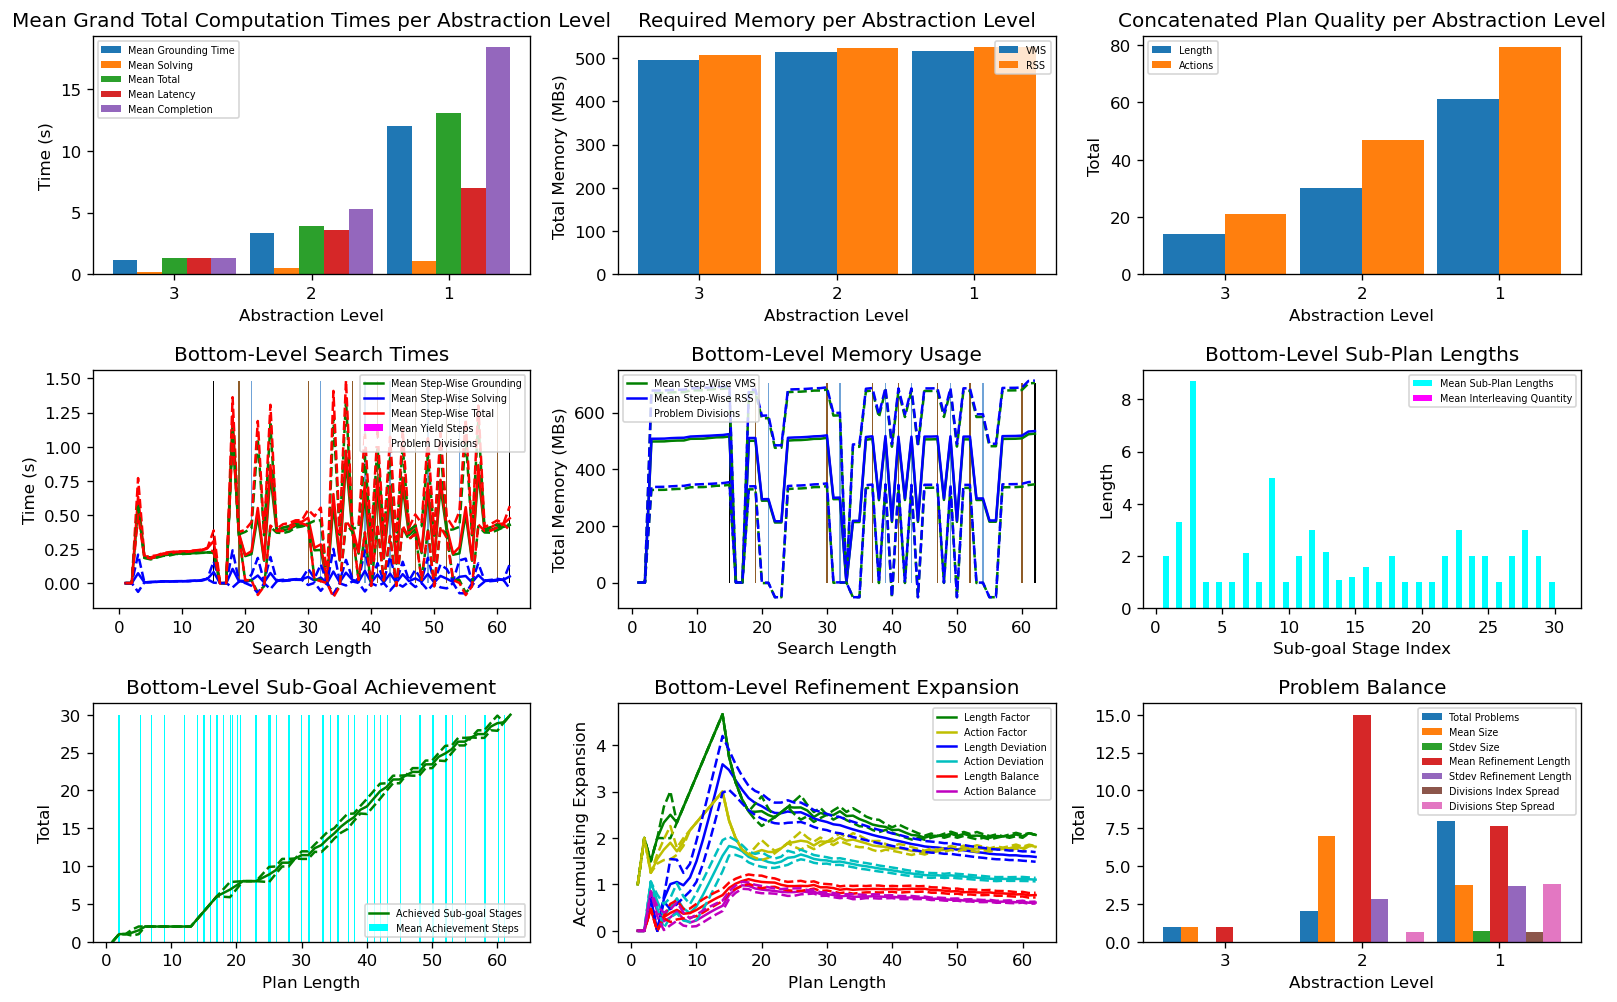 Mean Grand Total Computation Times per Abstraction Level
Mean Grounding Time
Mean Solving
Mean Total
Mean Latency
Mean Completion
Time (s)
0
5
10
15
3
2
1
Abstraction Level
Required Memory per Abstraction Level
VMS
RSS
Total Memory (MBs)
0
100
200
300
400
500
3
2
1
Abstraction Level
Concatenated Plan Quality per Abstraction Level
Length
Actions
Total
0
20
40
60
80
3
2
1
Abstraction Level
Bottom-Level Search Times
Mean Step-Wise Grounding
Mean Step-Wise Solving
Mean Step-Wise Total
Mean Yield Steps
Problem Divisions
Time (s)
0.00
0.25
0.50
0.75
1.00
1.25
1.50
0
10
20
30
40
50
60
Search Length
Bottom-Level Memory Usage
Mean Step-Wise VMS
Mean Step-Wise RSS
Problem Divisions
Total Memory (MBs)
0
200
400
600
0
10
20
30
40
50
60
Search Length
Bottom-Level Sub-Plan Lengths
Mean Sub-Plan Lengths
Mean Interleaving Quantity
Length
0
2
4
6
8
0
5
10
15
20
25
30
Sub-goal Stage Index
Bottom-Level Sub-Goal Achievement
Achieved Sub-goal Stages
Mean Achievement Steps
Total
0
5
10
15
20
25
30
0
10
20
30
40
50
60
Plan Length
Bottom-Level Refinement Expansion
Length Factor
Action Factor
Length Deviation
Action Deviation
Length Balance
Action Balance
Accumulating Expansion
0
1
2
3
4
0
10
20
30
40
50
60
Plan Length
Problem Balance
Total Problems
Mean Size
Stdev Size
Mean Refinement Length
Stdev Refinement Length
Divisions Index Spread
Divisions Step Spread
Total
0.0
2.5
5.0
7.5
10.0
12.5
15.0
3
2
1
Abstraction Level